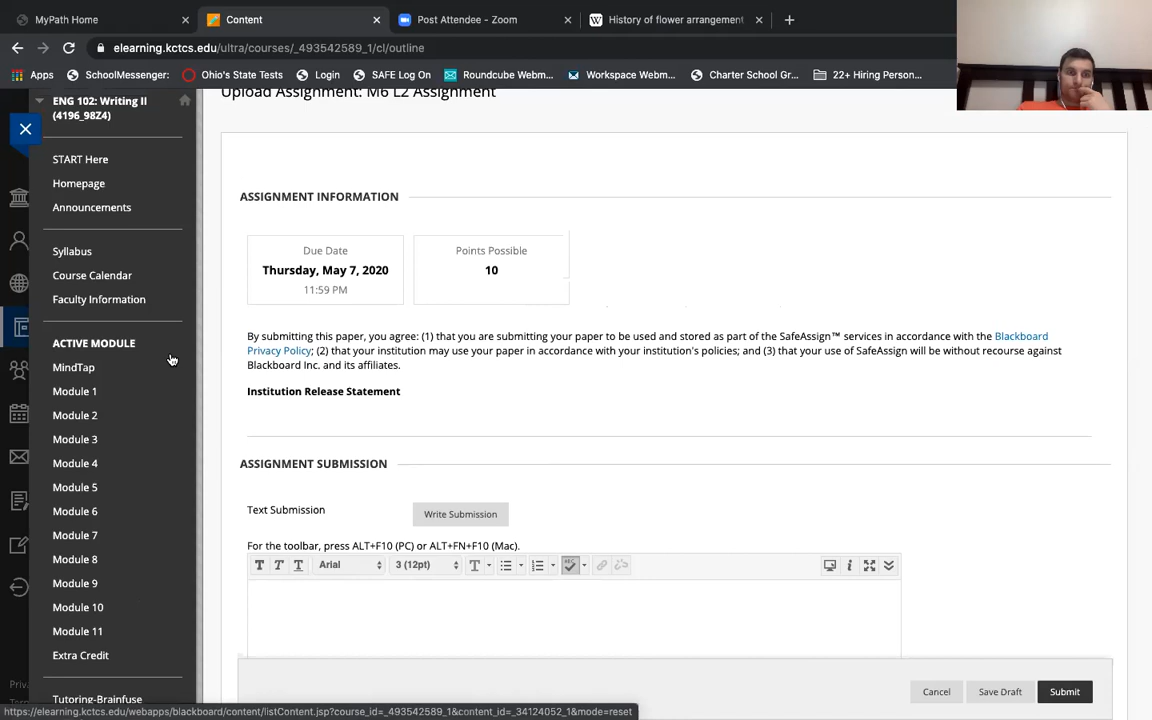 MyPath Home
Content
Post Attendee - Zoom
History of flower arrangement
elearning.kctcs.edu/ultra/courses/_493542589_1/cl/outline
Apps
SchoolMessenger:
Ohio's State Tests
Login
SAFE Log On
Roundcube Webm...
Workspace Webm...
Charter School Gr...
22+ Hiring Person...
ENG 102: Writing II
(4196_98Z4)
START Here
Homepage
Announcements
Syllabus
Course Calendar
Faculty Information
ACTIVE MODULE
MindTap
Module 1
Module 2
Module 3
Module 4
Module 5
Module 6
Module 7
Module 8
Module 9
Module 10
Module 11
Extra Credit
Tutoring-Brainfuse
Upload Assignment: M6 L2 Assignment
ASSIGNMENT INFORMATION
Due Date
Thursday, May 7, 2020
11:59 PM
Points Possible
10
By submitting this paper, you agree: (1) that you are submitting your paper to be used and stored as part of the SafeAssign™ services in accordance with the Blackboard
Privacy Policy; (2) that your institution may use your paper in accordance with your institution's policies; and (3) that your use of SafeAssign will be without recourse against
Blackboard Inc. and its affiliates.
Institution Release Statement
ASSIGNMENT SUBMISSION
Text Submission
Write Submission
For the toolbar, press ALT+F10 (PC) or ALT+FN+F10 (Mac).
T T T Arial 3 (12pt) T
Cancel
Save Draft
Submit
https://elearning.kctcs.edu/webapps/blackboard/content/listContent.jsp?course_id=_493542589_1&content_id=_34124052_1&mode=reset